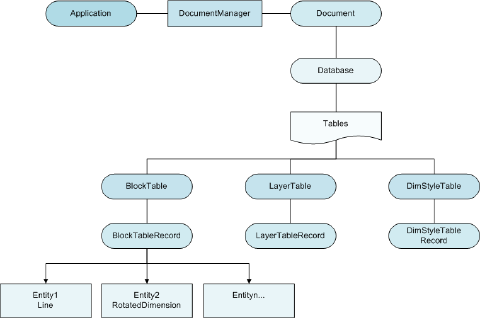 Application
DocumentManager
Document
Database
Tables
BlockTable
LayerTable
DimStyleTable
BlockTableRecord
LayerTableRecord
DimStyleTable
Record
Entity1
Line
Entity2
RotatedDimension
Entityn...